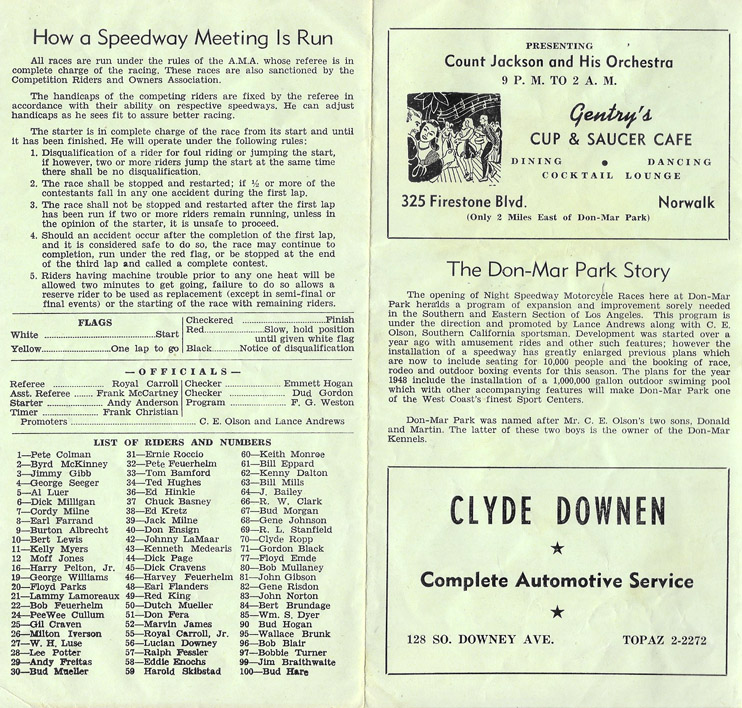 How a Speedway Meeting Is Run
All races are run under the rules of the A.M.A. whose referee is in
complete charge of the racing. These races are also sanctioned by the
Competition Riders and Owners Association.
The handicaps of the competing riders are fixed by the referee in
accordance with their ability on respective speedways. He can adjust
handicaps as he sees fit to assure better racing.
The starter is in complete charge of the race from its start and until
it has been finished. He will operate under the following rules:
1. Disqualification of a rider for foul riding or jumping the start,
if however, two or more riders jump the start at the same time
there shall be no disqualification.
2. The race shall be stopped and restarted; if ½ or more of the
contestants fall in any one accident during the first lap.
3. The race shall not be stopped and restarted after the first lap
has been run if two or more riders remain running, unless in
the opinion of the starter, it is unsafe to proceed.
4. Should an accident occur after the completion of the first lap,
and it is considered safe to do so, the race may continue to
completion, run under the red flag, or be stopped at the end
of the third lap and called a complete contest.
5. Riders having machine trouble prior to any one heat will be
allowed two minutes to get going, failure to do so allows a
reserve rider to be used as replacement (except in semi-final or
final events) or the starting of the race with remaining riders.
FLAGS
White ..............................Start
Yellow....................One lap to go
Checkered ........................Finish
Red...............Slow, hold position
until given white flag
Black.......Notice of disqualification
—OFFICIALS—
Referee .................... Royal Carroll
Asst. Referee ...... Frank McCartney
Starter .................. Andy Anderson
Timer .................. Frank Christian
Checker ................ Emmett Hogan
Checker .................... Dud Gordon
Program ................ F. G. Weston
Promoters .............................. C. E. Olson and Lance Andrews
LIST OF RIDERS AND NUMBERS
1—Pete Colman
2—Byrd McKinney
3—Jimmy Gibb
4—George Seeger
5—Al Luer
6—Dick Milligan
7—Cordy Milne
8—Earl Farrand
9—Burton Albrecht
10—Bert Lewis
11—Kelly Myers
12 Moff Jones
16—Harry Pelton, Jr.
19—George Williams
20—Floyd Parks
21—Lammy Lamoreaux
22—Bob Feuerhelm
24—PeeWee Cullum
25—Gil Craven
26—Milton Iverson
27—W. H. Luse
28—Lee Potter
29—Andy Freitas
30—Bud Mueller
31—Ernie Roccio
32—Pete Feuerhelm
33—Tom Bamford
34—Ted Hughes
36—Ed Hinkle
37 Chuck Basney
38—Ed Kretz
39—Jack Milne
40—Don Ensign
42—Johnny LaMaar
43—Kenneth Medearis
44—Dick Page
45—Dick Cravens
46—Harvey Feuerhelm
48—Earl Flanders
49—Red King
50—Dutch Mueller
51—Don Fera
52—Marvin James
55—Royal Carroll, Jr.
56—Lucian Downey
57—Ralph Fessler
58—Eddie Enochs
59 Harold Skibstad
60—Keith Monroe
61—Bill Eppard
62—Kenny Dalton
63—Bill Mills
64—J. Bailey
66—R. W. Clark
67—Bud Morgan
68—Gene Johnson
69—R. L. Stanfield
70—Clyde Ropp
71—Gordon Black
77—Floyd Emde
80—Bob Mullaney
81—John Gibson
82—Gene Risdon
83—John Norton
84—Bert Brundage
85—Wm. S. Dyer
90 Bud Hogan
95—Wallace Brunk
96—Bob Blair
97—Bobbie Turner
99—Jim Braithwaite
100—Bud Hare
PRESENTING
Count Jackson and His Orchestra
9 P. M. TO 2 A. M.
Gentry's
CUP & SAUCER CAFE
DINING • DANCING
COCKTAIL LOUNGE
325 Firestone Blvd. Norwalk
(Only 2 Miles East of Don-Mar Park)
The Don-Mar Park Story
The opening of Night Speedway Motorcycle Races here at Don-Mar
Park heralds a program of expansion and improvement sorely needed
in the Southern and Eastern Section of Los Angeles. This program is
under the direction and promoted by Lance Andrews along with C. E.
Olson, Southern California sportsman. Development was started over a
year ago with amusement rides and other such features; however the
installation of a speedway has greatly enlarged previous plans which
are now to include seating for 10,000 people and the booking of race,
rodeo and outdoor boxing events for this season. The plans for the year
1948 include the installation of a 1,000,000 gallon outdoor swiming pool
which with other accompanying features will make Don-Mar Park one
of the West Coast's finest Sport Centers.
Don-Mar Park was named after Mr. C. E. Olson's two sons, Donald
and Martin. The latter of these two boys is the owner of the Don-Mar
Kennels.
CLYDE DOWNEN
Complete Automotive Service
128 SO. DOWNEY AVE. TOPAZ 2-2272